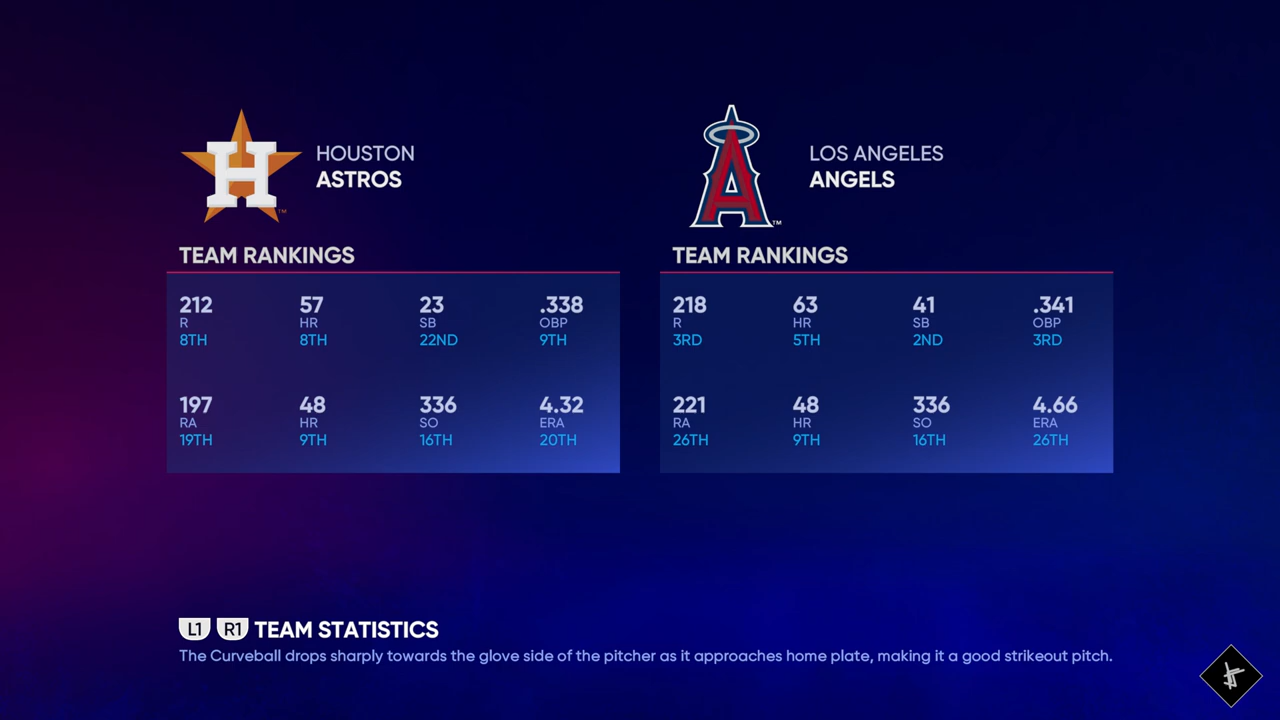 HOUSTON
ASTROS
TEAM RANKINGS
212 57 23 .338
R HR SB OBP
8TH 8TH 22ND 9TH
197 48 336 4.32
RA HR SO ERA
19TH 9TH 16TH 20TH
LOS ANGELES
ANGELS
TEAM RANKINGS
218 63 41 .341
R HR SB OBP
3RD 5TH 2ND 3RD
221 48 336 4.66
RA HR SO ERA
26TH 9TH 16TH 26TH
L1 R1 TEAM STATISTICS
The Curveball drops sharply towards the glove side of the pitcher as it approaches home plate, making it a good strikeout pitch.
H
TM
A
TM